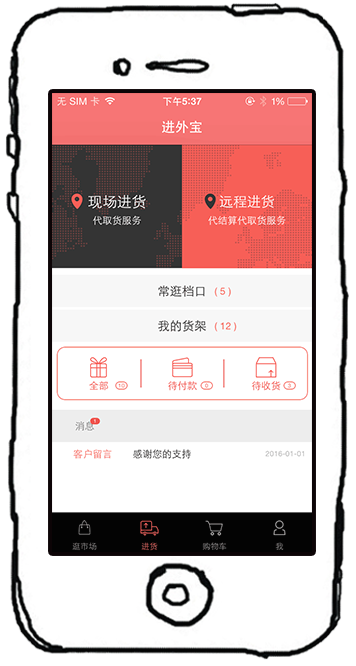 无 SIM 卡 下午5:37 1%
进外宝
现场进货
代取货服务
远程进货
代结算代取货服务
常逛档口 (5)
我的货架 (12)
全部 10 待付款 0 待收货 3
消息 1
客户留言 感谢您的支持 2016-01-01
逛市场 进货 购物车 我